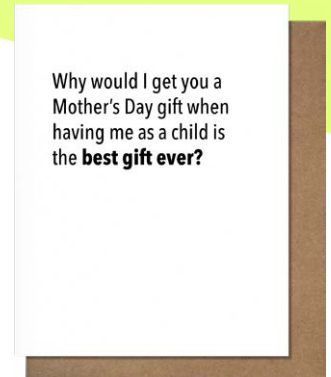 Why would I get you a
Mother's Day gift when
having me as a child is
the best gift ever?